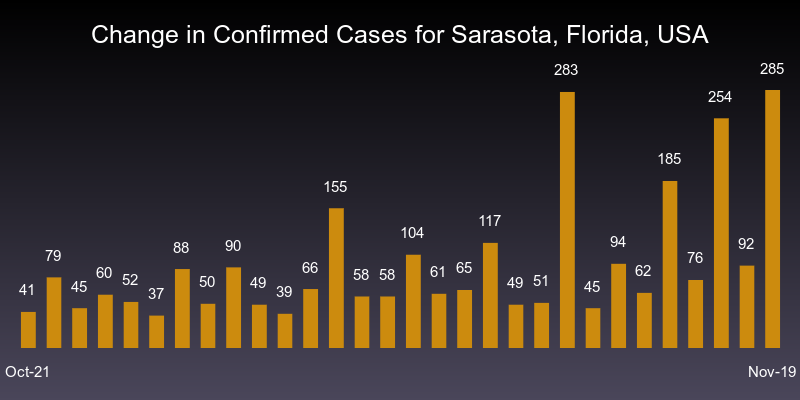 Change in Confirmed Cases for Sarasota, Florida, USA
41 79 45 60 52 37 88 50 90 49 39 66 155 58 58 104 61 65 117 49 51 283 45 94 62 185 76 254 92 285
Oct-21 Nov-19